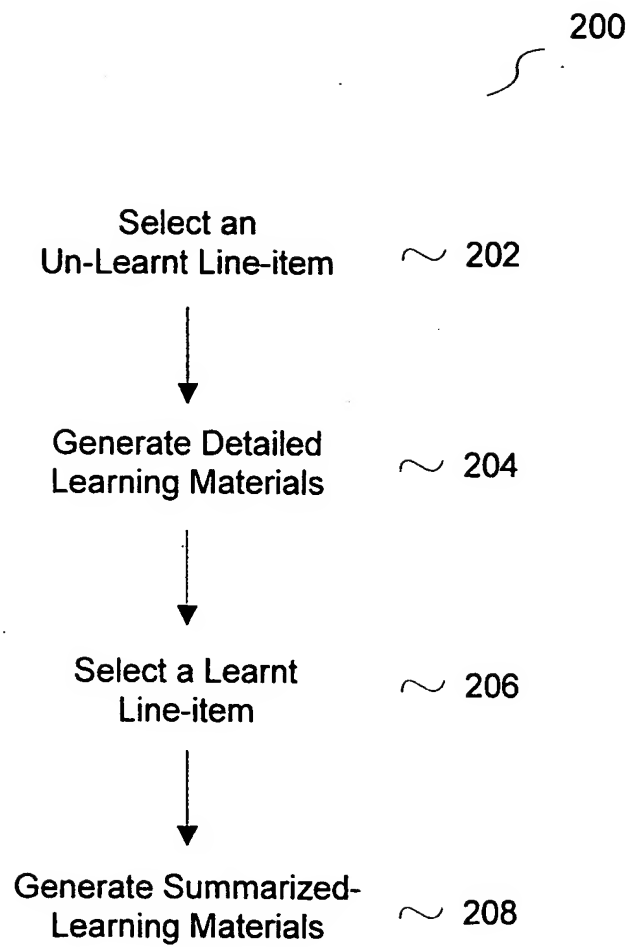 200
Select an
Un-Learnt Line-item
202
Generate Detailed
Learning Materials
204
Select a Learnt
Line-item
206
Generate Summarized-
Learning Materials
208